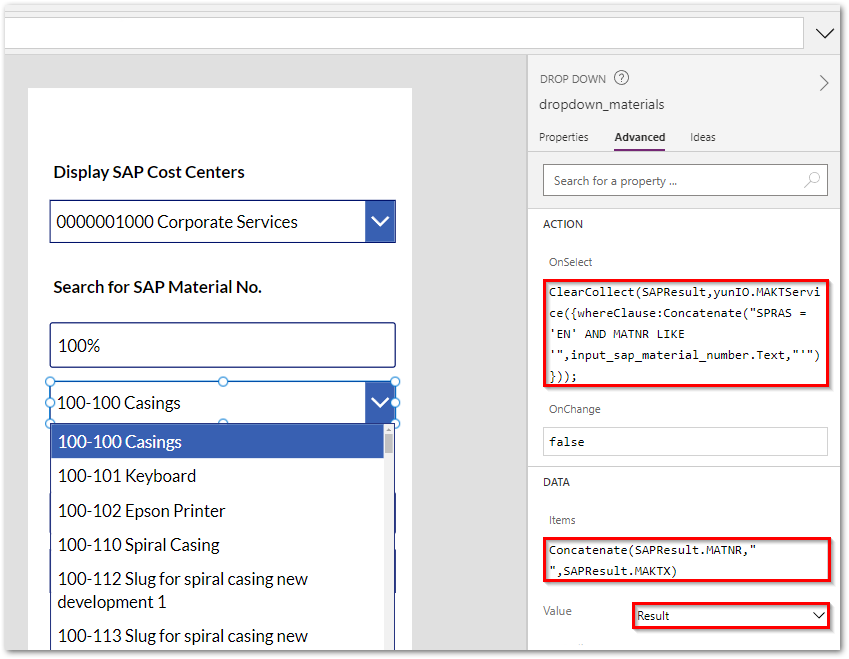 Display SAP Cost Centers
0000001000 Corporate Services
Search for SAP Material No.
100%
100-100 Casings
100-100 Casings
100-101 Keyboard
100-102 Epson Printer
100-110 Spiral Casing
100-112 Slug for spiral casing new
development 1
100-113 Slug for spiral casing new
DROP DOWN ?
dropdown_materials
Properties Advanced Ideas
Search for a property ...
ACTION
OnSelect
ClearCollect(SAPResult,yunIO.MAKTServi
ce({whereClause:Concatenate("SPRAS =
'EN' AND MATNR LIKE
'",input_sap_material_number.Text,"'")
}));
OnChange
false
DATA
Items
Concatenate(SAPResult.MATNR,"
",SAPResult.MAKTX)
Value Result